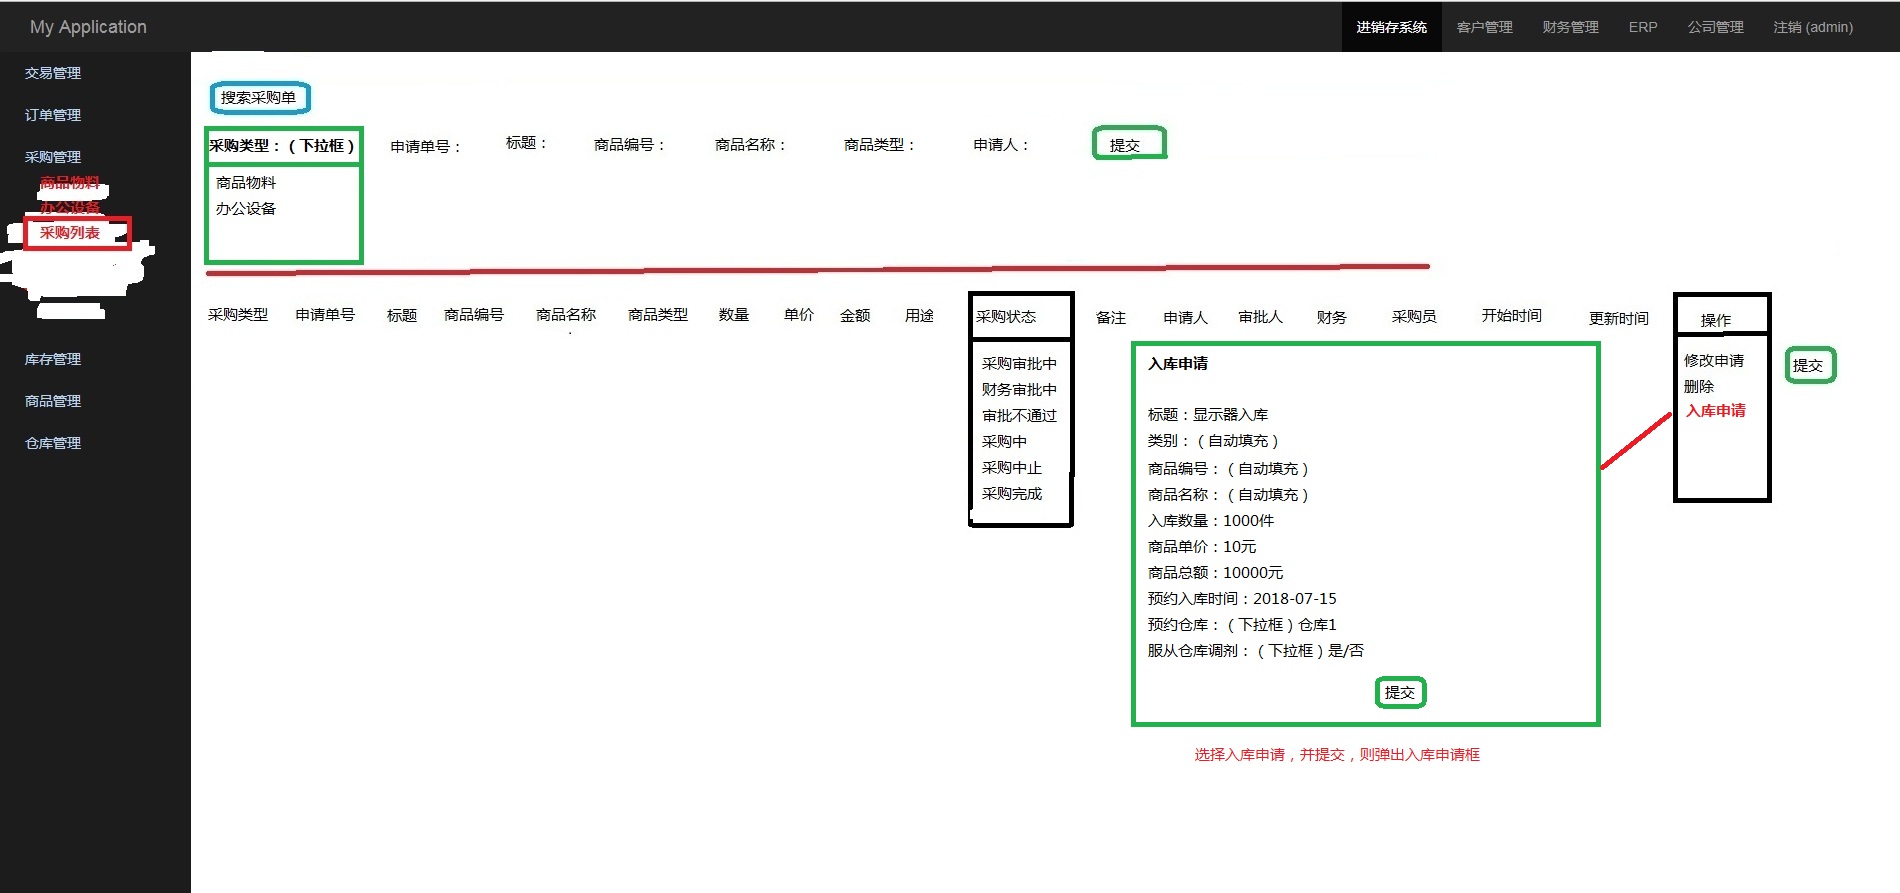 My Application
进销存系统 客户管理 财务管理 ERP 公司管理 注销 (admin)
交易管理
订单管理
采购管理
商品物料
办公设备
采购列表
库存管理
商品管理
仓库管理
搜索采购单
采购类型：（下拉框） 申请单号： 标题： 商品编号： 商品名称： 商品类型： 申请人： 提交
商品物料
办公设备
采购类型 申请单号 标题 商品编号 商品名称 商品类型 数量 单价 金额 用途 采购状态 备注 申请人 审批人 财务 采购员 开始时间 更新时间 操作
采购审批中
财务审批中
审批不通过
采购中
采购中止
采购完成
入库申请
标题：显示器入库
类别：（自动填充）
商品编号：（自动填充）
商品名称：（自动填充）
入库数量：1000件
商品单价：10元
商品总额：10000元
预约入库时间：2018-07-15
预约仓库：（下拉框）仓库1
服从仓库调剂：（下拉框）是/否
提交
修改申请
删除
入库申请
提交
选择入库申请，并提交，则弹出入库申请框